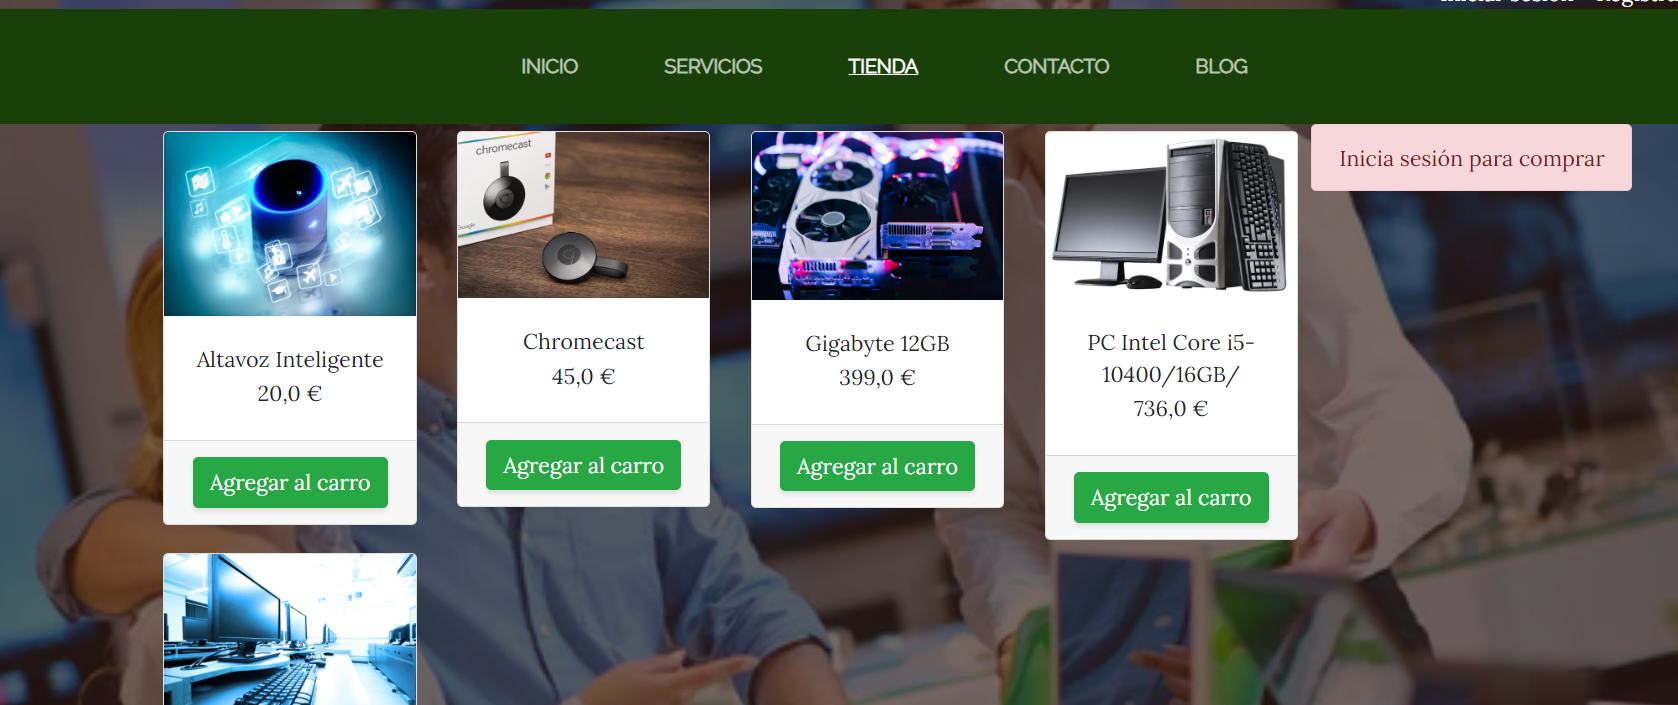 INICIO SERVICIOS TIENDA CONTACTO BLOG
chromecast
Google
Inicia sesión para comprar
Altavoz Inteligente
20,0 €
Agregar al carro
Chromecast
45,0 €
Agregar al carro
Gigabyte 12GB
399,0 €
Agregar al carro
PC Intel Core i5-
10400/16GB/
736,0 €
Agregar al carro